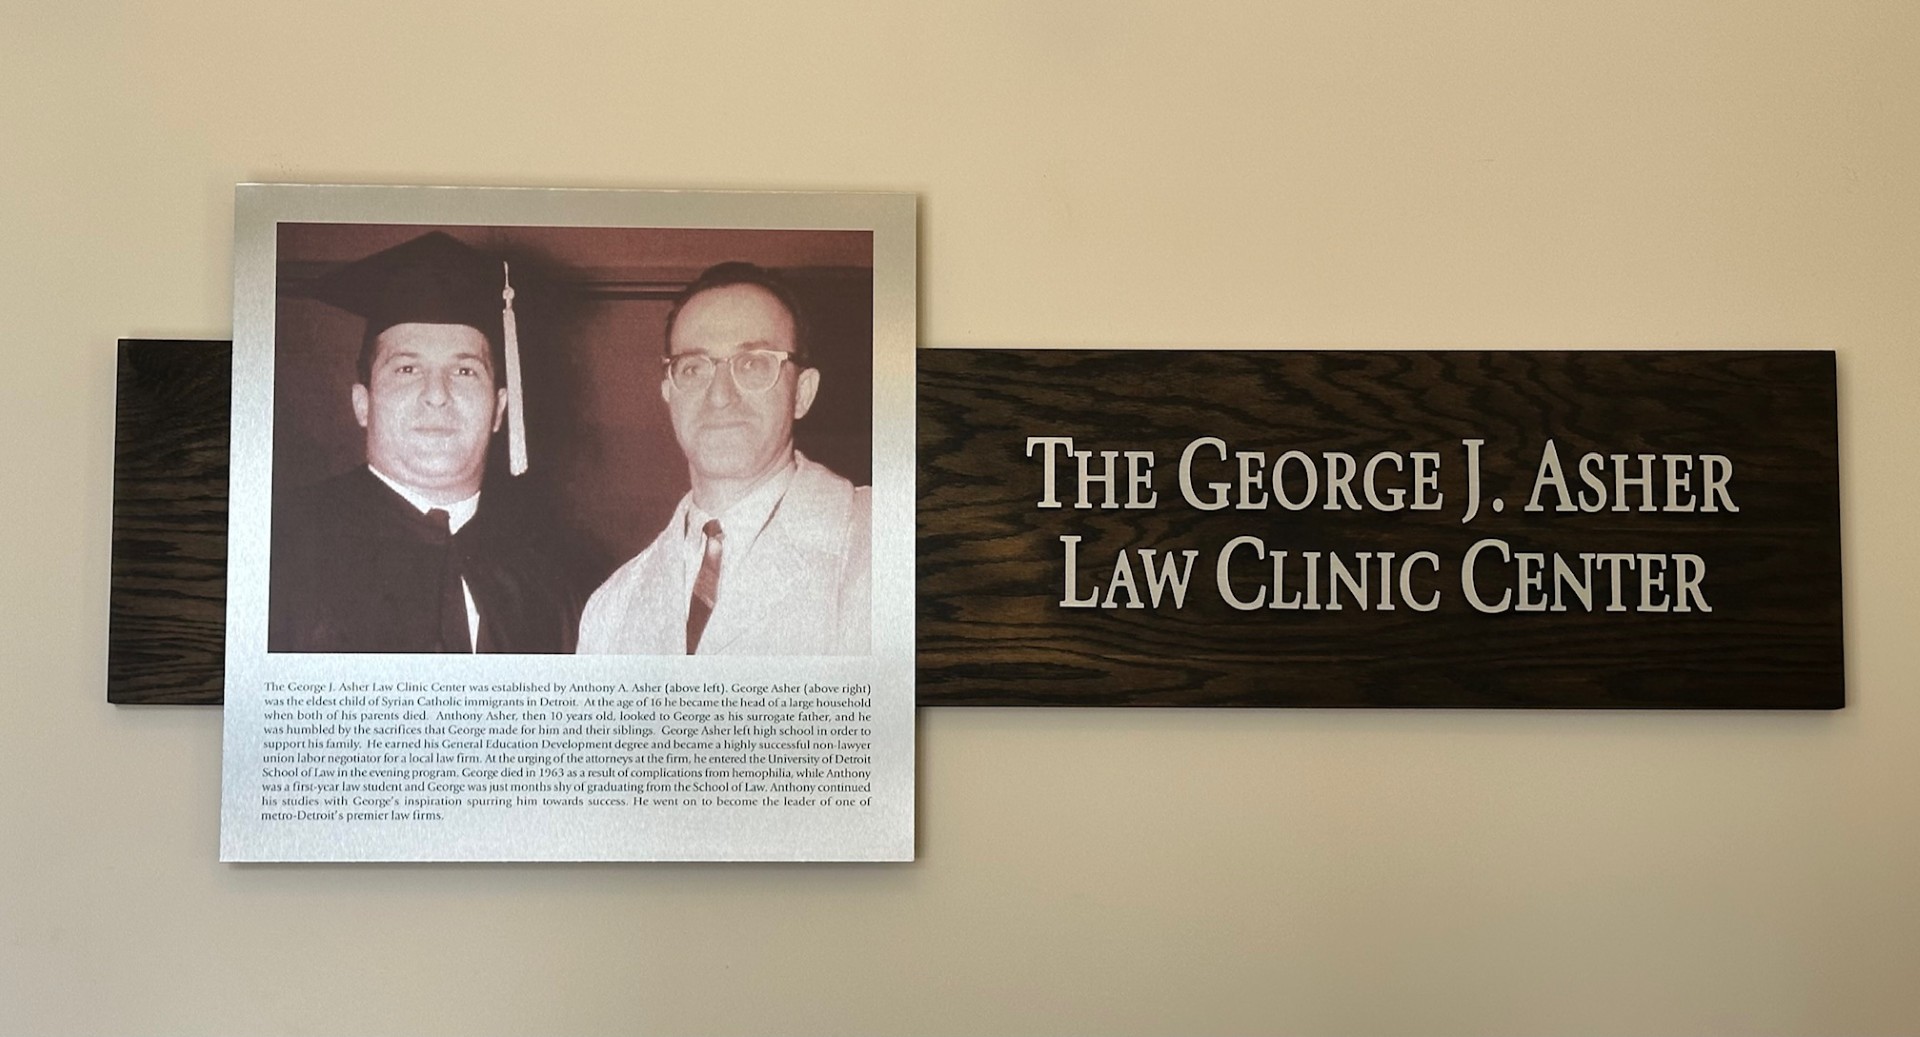 The George J. Asher Law Clinic Center was established by Anthony A. Asher (above left). George Asher (above right)
was the eldest child of Syrian Catholic immigrants in Detroit. At the age of 16 he became the head of a large household
when both of his parents died. Anthony Asher, then 10 years old, looked to George as his surrogate father, and he
was humbled by the sacrifices that George made for him and their siblings. George Asher left high school in order to
support his family. He earned his General Education Development degree and became a highly successful non-lawyer
union labor negotiator for a local law firm. At the urging of the attorneys at the firm, he entered the University of Detroit
School of Law in the evening program. George died in 1963 as a result of complications from hemophilia, while Anthony
was a first-year law student and George was just months shy of graduating from the School of Law. Anthony continued
his studies with George's inspiration spurring him towards success. He went on to become the leader of one of
metro-Detroit's premier law firms.
THE GEORGE J. ASHER
LAW CLINIC CENTER